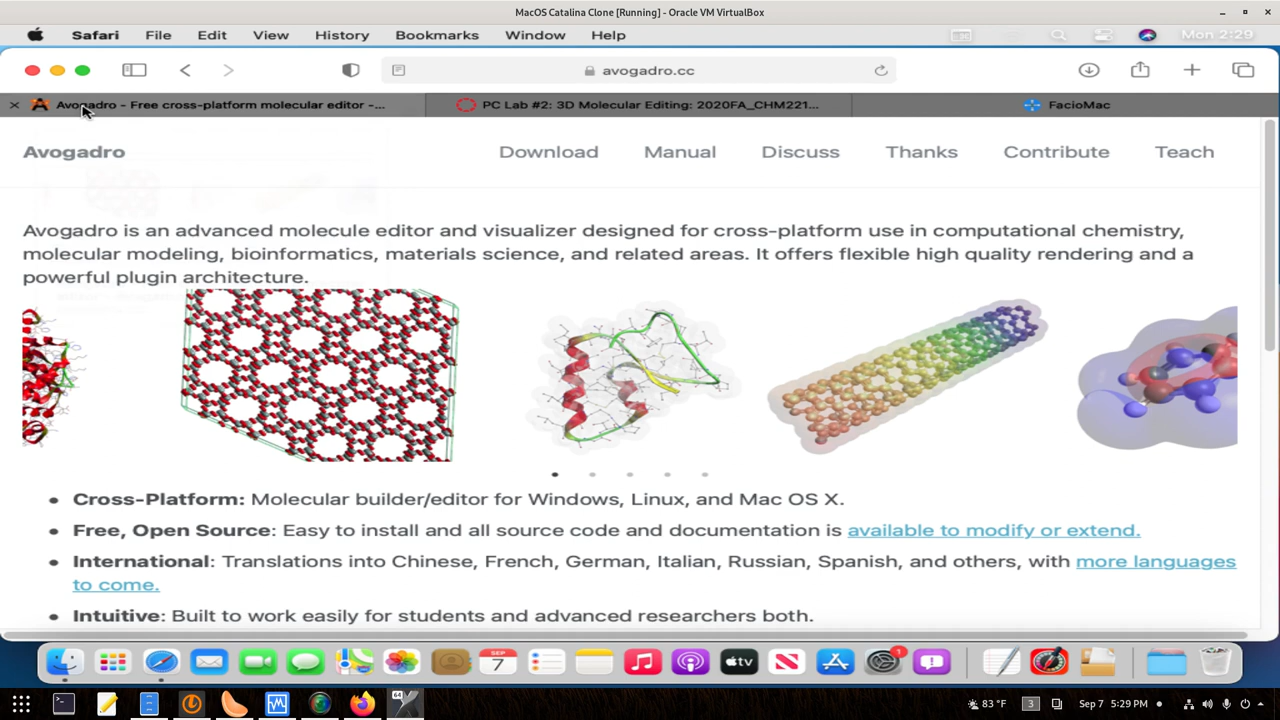 MacOS Catalina Clone [Running] - Oracle VM VirtualBox
Safari File Edit View History Bookmarks Window Help Mon 2:29
avogadro.cc
Avogadro - Free cross-platform molecular editor -... PC Lab #2: 3D Molecular Editing: 2020FA_CHM221... FacioMac
Avogadro Download Manual Discuss Thanks Contribute Teach
Avogadro is an advanced molecule editor and visualizer designed for cross-platform use in computational chemistry,
molecular modeling, bioinformatics, materials science, and related areas. It offers flexible high quality rendering and a
powerful plugin architecture.
Cross-Platform: Molecular builder/editor for Windows, Linux, and Mac OS X.
Free, Open Source: Easy to install and all source code and documentation is available to modify or extend.
International: Translations into Chinese, French, German, Italian, Russian, Spanish, and others, with more languages
to come.
Intuitive: Built to work easily for students and advanced researchers both.
SEP
7
tv
1
64
83 °F 3 Sep 7 5:29 PM